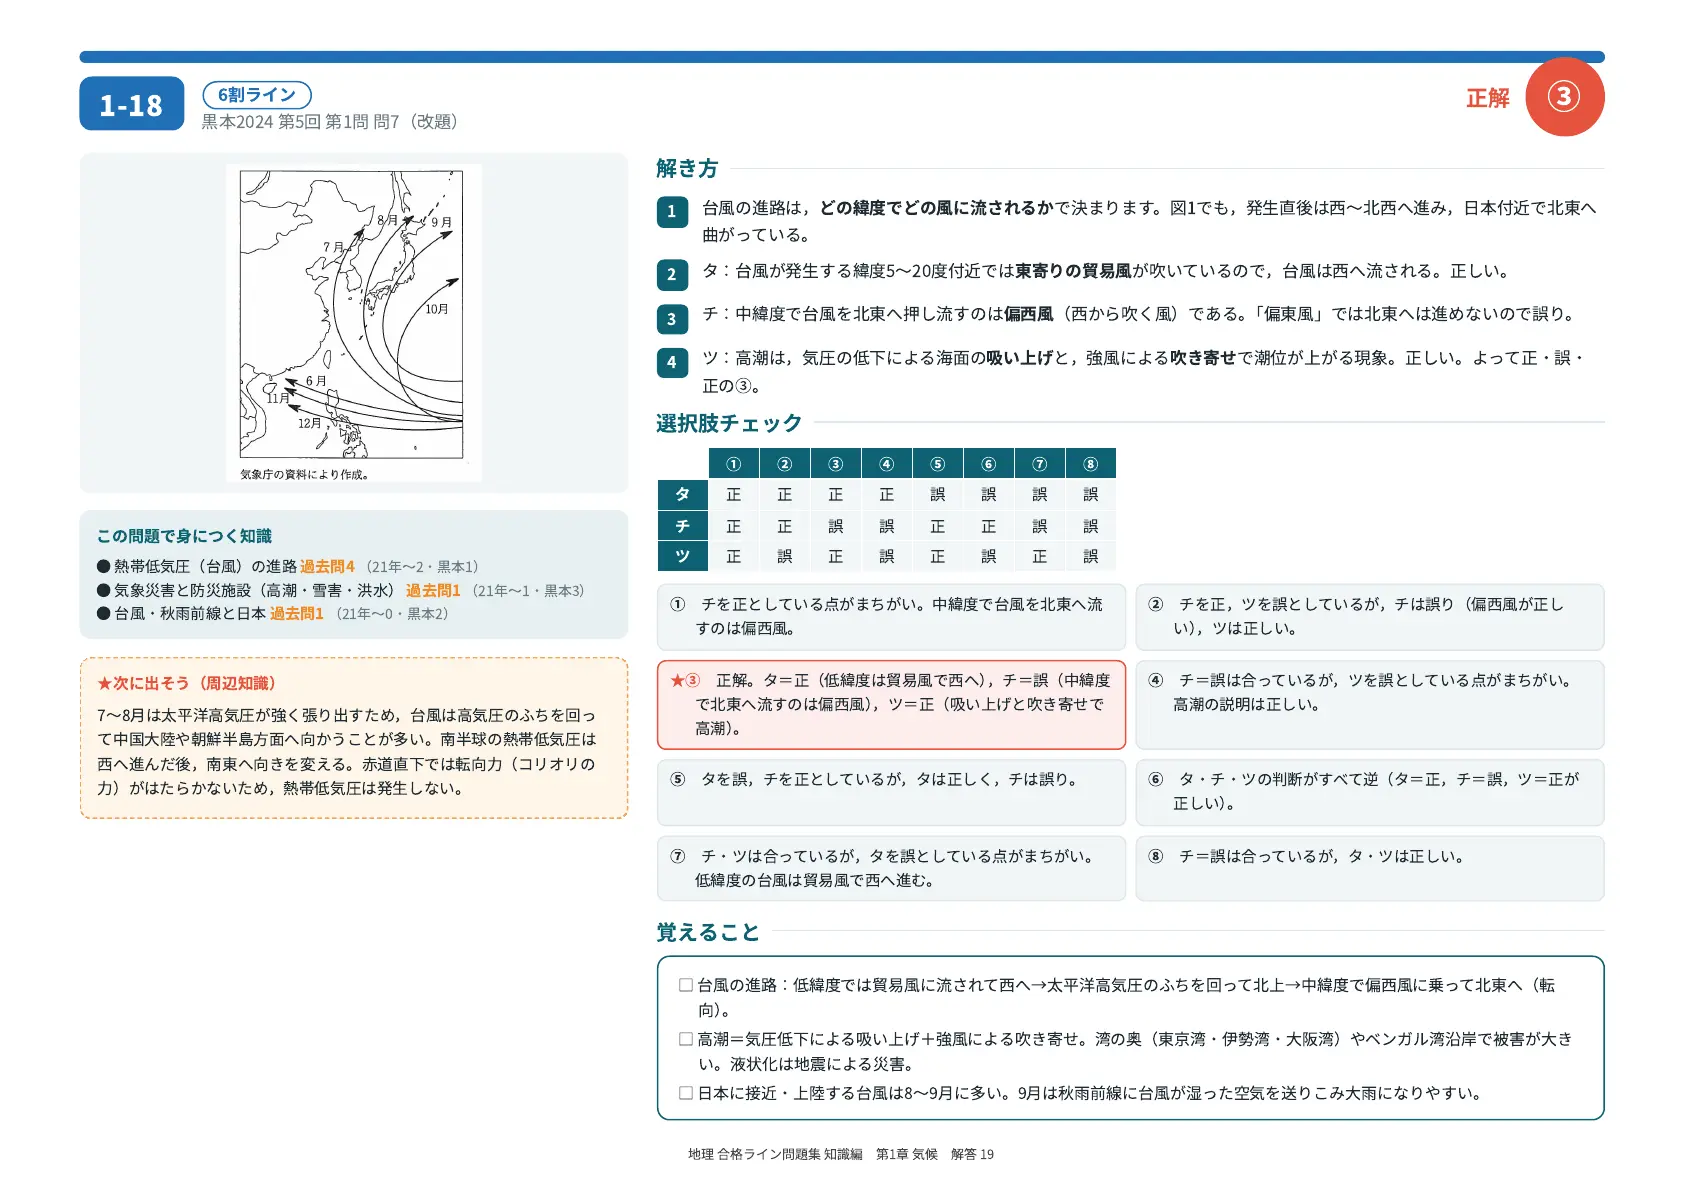 1-18
6割ライン
黒本2024 第5回 第1問 問7（改題）
正解
③
8月
9月
7月
10月
6月
11月
12月
気象庁の資料により作成。
この問題で身につく知識
●熱帯低気圧（台風）の進路 過去問4（21年〜2・黒本1）
●気象災害と防災施設（高潮・雪害・洪水） 過去問1（21年〜1・黒本3）
●台風・秋雨前線と日本 過去問1（21年〜0・黒本2）
★次に出そう（周辺知識）
7〜8月は太平洋高気圧が強く張り出すため，台風は高気圧のふちを回っ
て中国大陸や朝鮮半島方面へ向かうことが多い。南半球の熱帯低気圧は
西へ進んだ後，南東へ向きを変える。赤道直下では転向力（コリオリの
力）がはたらかないため，熱帯低気圧は発生しない。
解き方
1 台風の進路は，どの緯度でどの風に流されるかで決まります。図1でも，発生直後は西〜北西へ進み，日本付近で北東へ
曲がっている。
2 タ：台風が発生する緯度5〜20度付近では東寄りの貿易風が吹いているので，台風は西へ流される。正しい。
3 チ：中緯度で台風を北東へ押し流すのは偏西風（西から吹く風）である。「偏東風」では北東へは進めないので誤り。
4 ツ：高潮は，気圧の低下による海面の吸い上げと，強風による吹き寄せで潮位が上がる現象。正しい。よって正・誤・
正の③。
選択肢チェック
① ② ③ ④ ⑤ ⑥ ⑦ ⑧
タ 正 正 正 正 誤 誤 誤 誤
チ 正 正 誤 誤 正 正 誤 誤
ツ 正 誤 正 誤 正 誤 正 誤
① チを正としている点がまちがい。中緯度で台風を北東へ流
すのは偏西風。
② チを正，ツを誤としているが，チは誤り（偏西風が正し
い），ツは正しい。
★③ 正解。タ＝正（低緯度は貿易風で西へ），チ＝誤（中緯度
で北東へ流すのは偏西風），ツ＝正（吸い上げと吹き寄せで
高潮）。
④ チ＝誤は合っているが，ツを誤としている点がまちがい。
高潮の説明は正しい。
⑤ タを誤，チを正としているが，タは正しく，チは誤り。
⑥ タ・チ・ツの判断がすべて逆（タ＝正，チ＝誤，ツ＝正が
正しい）。
⑦ チ・ツは合っているが，タを誤としている点がまちがい。
低緯度の台風は貿易風で西へ進む。
⑧ チ＝誤は合っているが，タ・ツは正しい。
覚えること
□台風の進路：低緯度では貿易風に流されて西へ→太平洋高気圧のふちを回って北上→中緯度で偏西風に乗って北東へ（転
向）。
□高潮＝気圧低下による吸い上げ＋強風による吹き寄せ。湾の奥（東京湾・伊勢湾・大阪湾）やベンガル湾沿岸で被害が大き
い。液状化は地震による災害。
□日本に接近・上陸する台風は8〜9月に多い。9月は秋雨前線に台風が湿った空気を送りこみ大雨になりやすい。
地理 合格ライン問題集 知識編 第1章 気候 解答 19